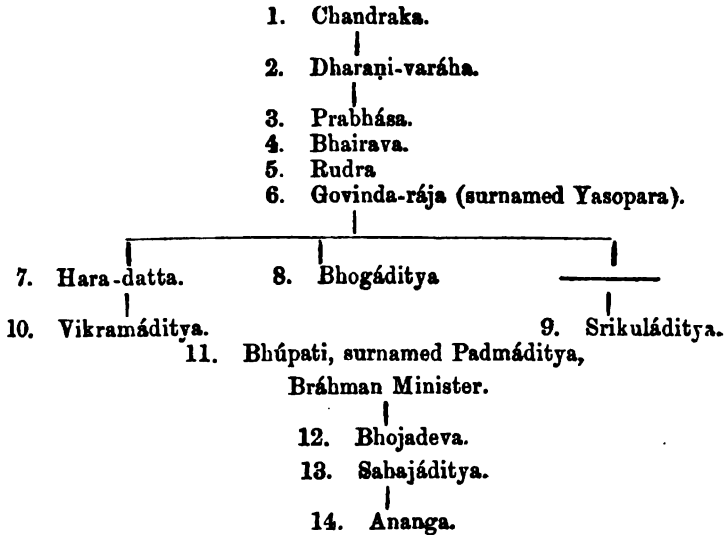 1. Chandraka.
2. Dharaṇi-varáha.
3. Prabhása.
4. Bhairava.
5. Rudra
6. Govinda-rája (surnamed Yasopara).
7. Hara-datta. 8. Bhogáditya
10. Vikramáditya. 9. Srikuláditya.
11. Bhúpati, surnamed Padmáditya,
Bráhman Minister.
12. Bhojadeva.
13. Sahajáditya.
14. Ananga.